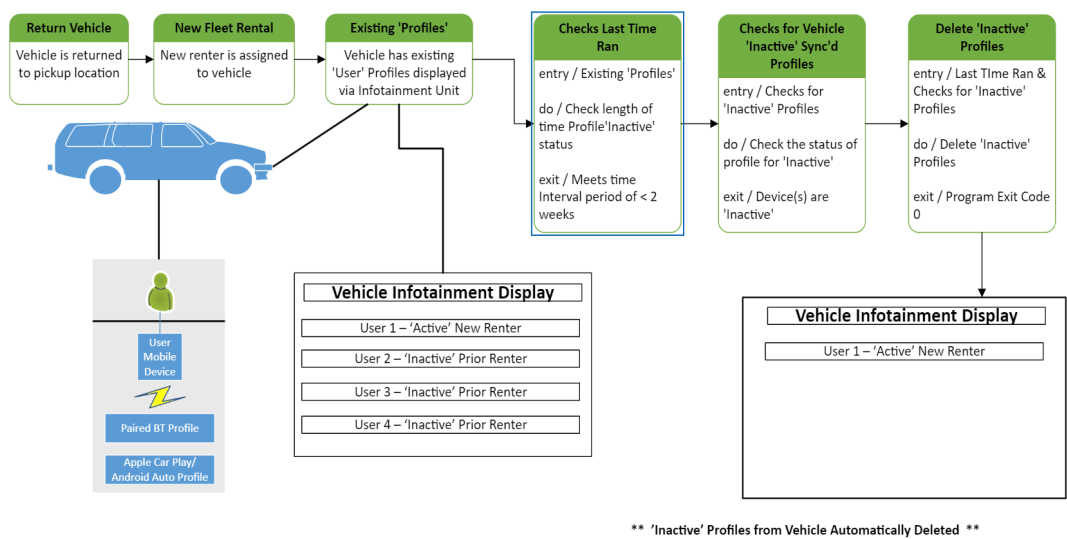 Return Vehicle
Vehicle is returned
to pickup location
New Fleet Rental
New renter is assigned
to vehicle
Existing 'Profiles'
Vehicle has existing
'User' Profiles displayed
via Infotainment Unit
Checks Last Time
Ran
entry / Existing 'Profiles'
do / Check length of
time Profile'Inactive'
status
exit / Meets time
Interval period of < 2
weeks
Checks for Vehicle
'Inactive' Sync'd
Profiles
entry / Checks for
'Inactive' Profiles
do / Check the status of
profile for 'Inactive'
exit / Device(s) are
'Inactive'
Delete 'Inactive'
Profiles
entry / Last TIme Ran &
Checks for 'Inactive'
Profiles
do / Delete 'Inactive'
Profiles
exit / Program Exit Code
0
User
Mobile
Device
Paired BT Profile
Apple Car Play/
Android Auto Profile
Vehicle Infotainment Display
User 1 – ‘Active’ New Renter
User 2 – ‘Inactive’ Prior Renter
User 3 – ‘Inactive’ Prior Renter
User 4 – ‘Inactive’ Prior Renter
Vehicle Infotainment Display
User 1 – ‘Active’ New Renter
** ’Inactive’ Profiles from Vehicle Automatically Deleted **